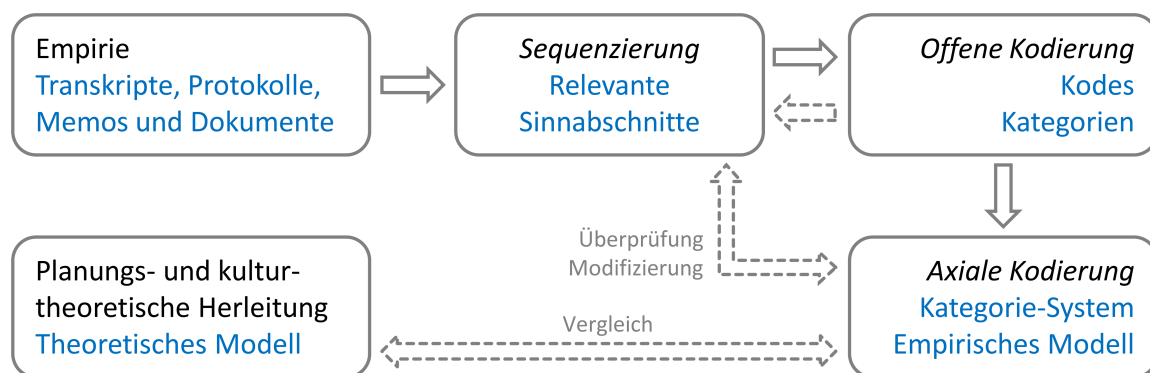 Empirie
Transkripte, Protokolle,
Memos und Dokumente
Sequenzierung
Relevante
Sinnabschnitte
Offene Kodierung
Kodes
Kategorien
Überprüfung
Modifizierung
Planungs- und kultur-
theoretische Herleitung
Theoretisches Modell
Vergleich
Axiale Kodierung
Kategorie-System
Empirisches Modell